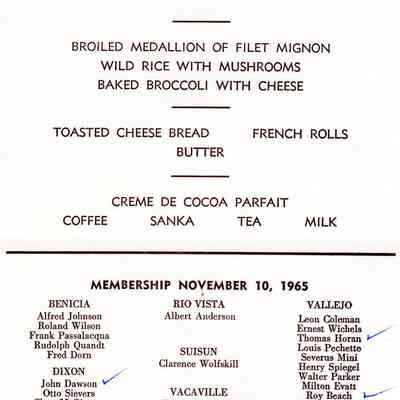 BROILED MEDALLION OF FILET MIGNON
WILD RICE WITH MUSHROOMS
BAKED BROCCOLI WITH CHEESE
TOASTED CHEESE BREAD FRENCH ROLLS
BUTTER
CREME DE COCOA PARFAIT
COFFEE SANKA TEA MILK
MEMBERSHIP NOVEMBER 10, 1965
BENICIA
Alfred Johnson
Roland Wilson
Frank Passalacqua
Rudolph Quandt
Fred Dorn
DIXON
John Dawson
Otto Sievers
RIO VISTA
Albert Anderson
SUISUN
Clarence Wolfskill
VACAVILLE
VALLEJO
Leon Coleman
Ernest Wichels
Thomas Horan
Louis Pechette
Severus Mini
Henry Spiegel
Walter Parker
Milton Evatt
Roy Beach